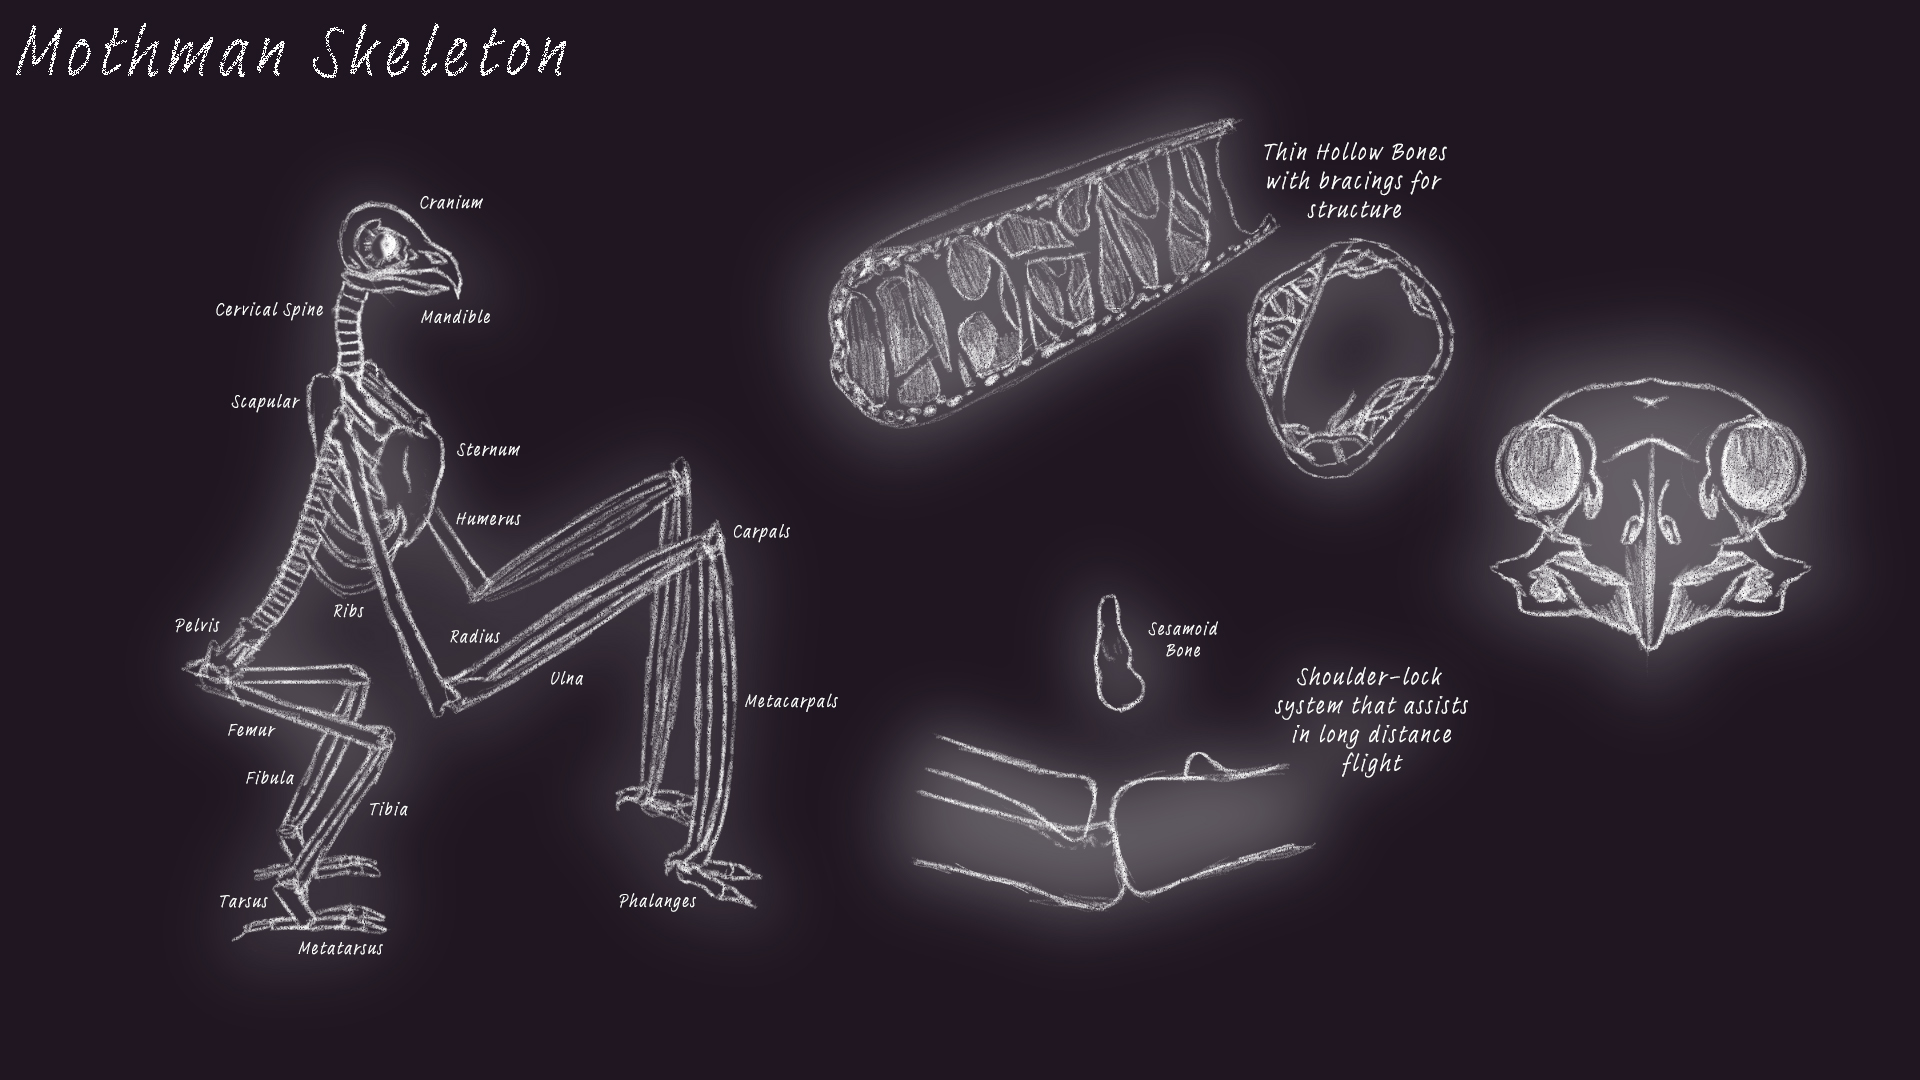 Mothman Skeleton
Cranium
Cervical Spine
Mandible
Scapular
Sternum
Humerus
Carpals
Ribs
Pelvis
Radius
Ulna
Metacarpals
Femur
Fibula
Tibia
Tarsus
Phalanges
Metatarsus
Thin Hollow Bones
with bracings for
structure
Sesamoid
Bone
Shoulder-lock
system that assists
in long distance
flight